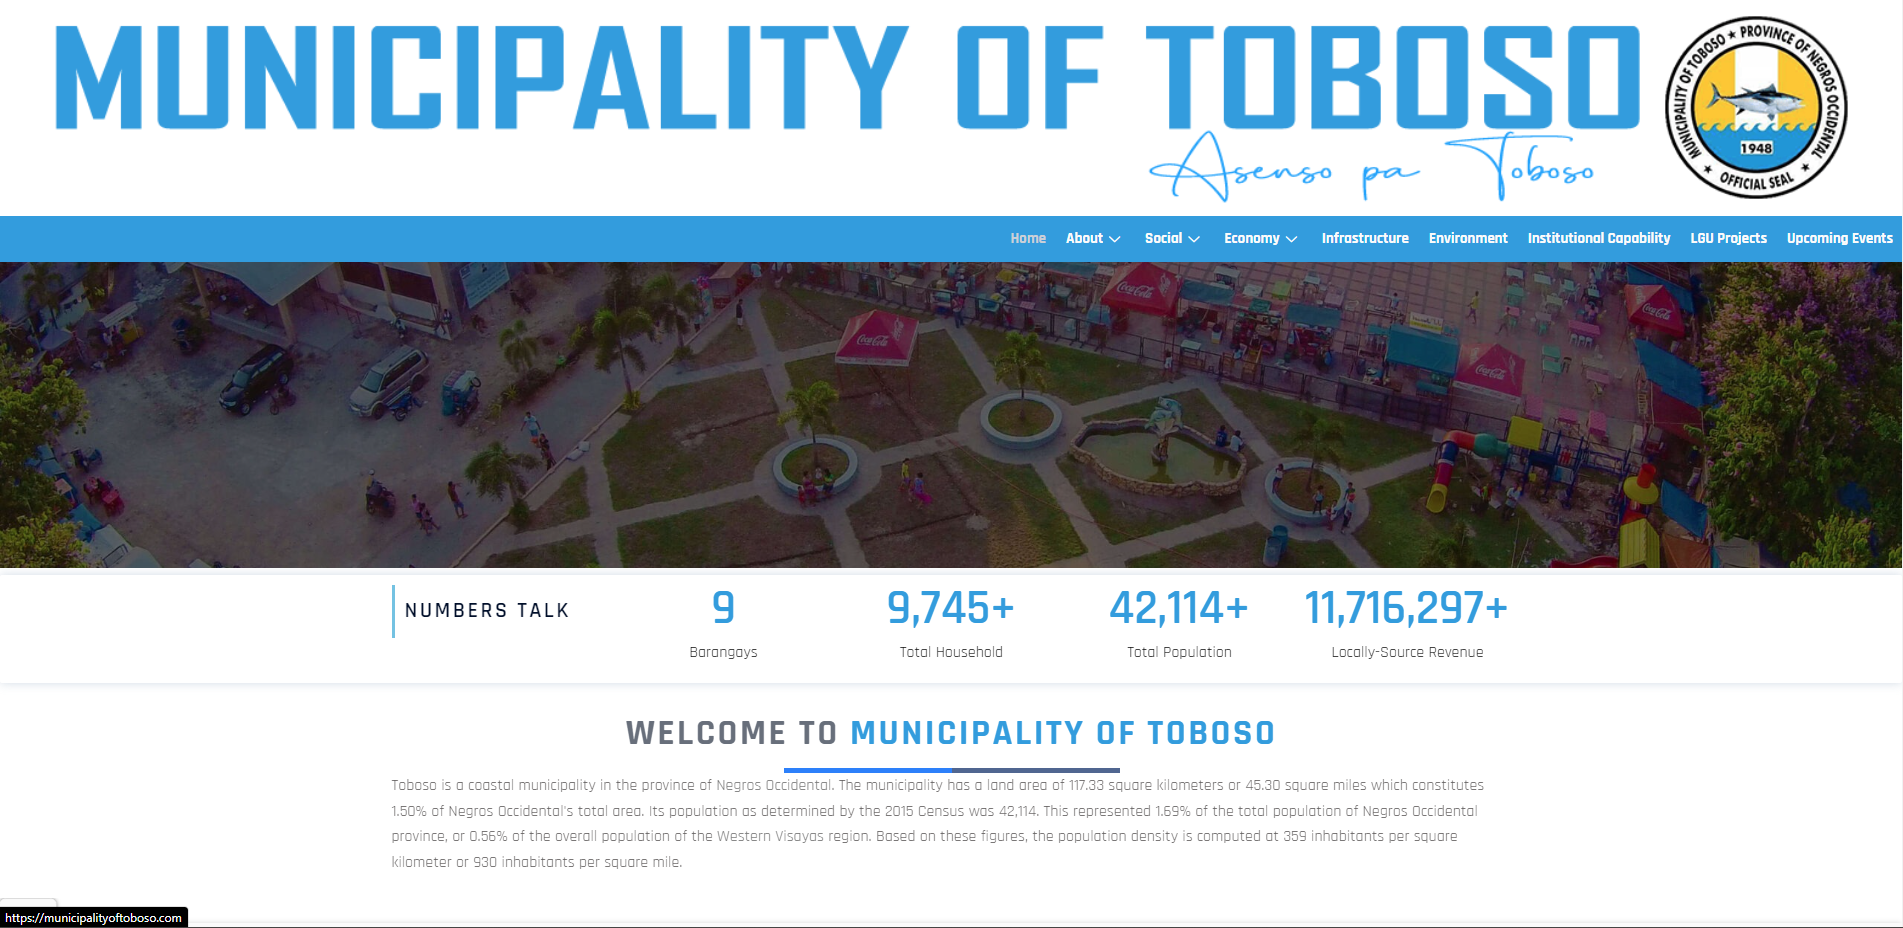 MUNICIPALITY OF TOBOSO
Asenso pa Toboso
MUNICIPALITY OF TOBOSO ★ PROVINCE OF NEGROS OCCIDENTAL ★ OFFICIAL SEAL ★
1948
Home About Social Economy Infrastructure Environment Institutional Capability LGU Projects Upcoming Events
Coca-Cola
Coca-Cola
Coca-Cola
Coca-Cola
NUMBERS TALK
9 9,745+ 42,114+ 11,716,297+
Barangays Total Household Total Population Locally-Source Revenue
WELCOME TO MUNICIPALITY OF TOBOSO
Toboso is a coastal municipality in the province of Negros Occidental. The municipality has a land area of 117.33 square kilometers or 45.30 square miles which constitutes
1.50% of Negros Occidental's total area. Its population as determined by the 2015 Census was 42,114. This represented 1.69% of the total population of Negros Occidental
province, or 0.56% of the overall population of the Western Visayas region. Based on these figures, the population density is computed at 359 inhabitants per square
kilometer or 930 inhabitants per square mile.
https://municipalityoftoboso.com